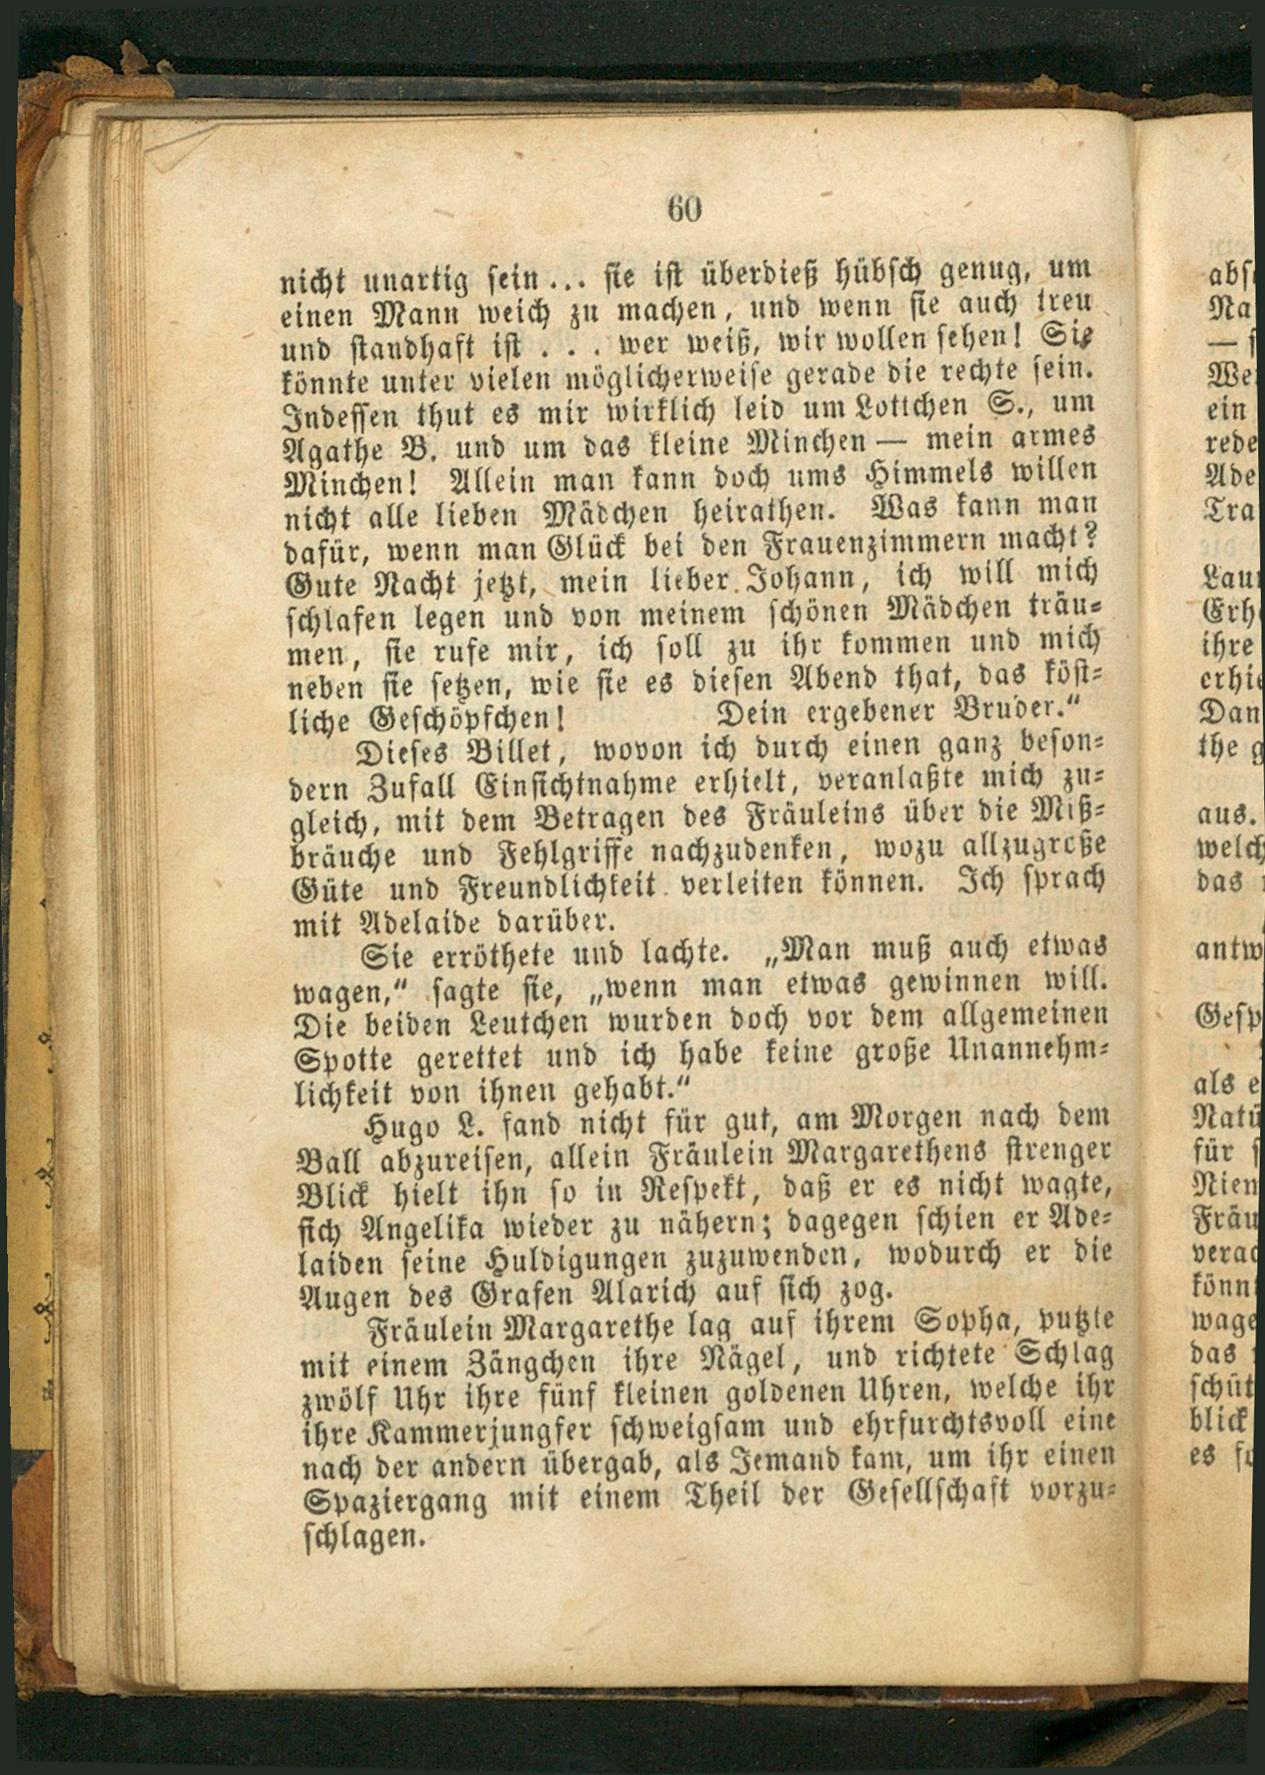 60
nicht unartig sein... sie ist überdieß hübsch genug, um
einen Mann weich zu machen, und wenn sie auch treu
und standhaft ist . . . wer weiß, wir wollen sehen! Sie
könnte unter vielen möglicherweise gerade die rechte sein.
Indessen thut es mir wirklich leid um Lottchen S., um
Agathe B. und um das kleine Minchen — mein armes
Minchen! Allein man kann doch ums Himmels willen
nicht alle lieben Mädchen heirathen. Was kann man
dafür, wenn man Glück bei den Frauenzimmern macht?
Gute Nacht jetzt, mein lieber Johann, ich will mich
schlafen legen und von meinem schönen Mädchen träu-
men, sie rufe mir, ich soll zu ihr kommen und mich
neben sie setzen, wie sie es diesen Abend that, das köst-
liche Geschöpfchen! Dein ergebener Bruder.“
Dieses Billet, wovon ich durch einen ganz beson-
dern Zufall Einsichtnahme erhielt, veranlaßte mich zu-
gleich, mit dem Betragen des Fräuleins über die Miß-
bräuche und Fehlgriffe nachzudenken, wozu allzugroße
Güte und Freundlichkeit verleiten können. Ich sprach
mit Adelaide darüber.
Sie erröthete und lachte. „Man muß auch etwas
wagen,“ sagte sie, „wenn man etwas gewinnen will.
Die beiden Leutchen wurden doch vor dem allgemeinen
Spotte gerettet und ich habe keine große Unannehm-
lichkeit von ihnen gehabt.“
Hugo L. fand nicht für gut, am Morgen nach dem
Ball abzureisen, allein Fräulein Margarethens strenger
Blick hielt ihn so in Respekt, daß er es nicht wagte,
sich Angelika wieder zu nähern; dagegen schien er Ade-
laiden seine Huldigungen zuzuwenden, wodurch er die
Augen des Grafen Alarich auf sich zog.
Fräulein Margarethe lag auf ihrem Sopha, putzte
mit einem Zängchen ihre Nägel, und richtete Schlag
zwölf Uhr ihre fünf kleinen goldenen Uhren, welche ihr
ihre Kammerjungfer schweigsam und ehrfurchtsvoll eine
nach der andern übergab, als Jemand kam, um ihr einen
Spaziergang mit einem Theil der Gesellschaft vorzu-
schlagen.